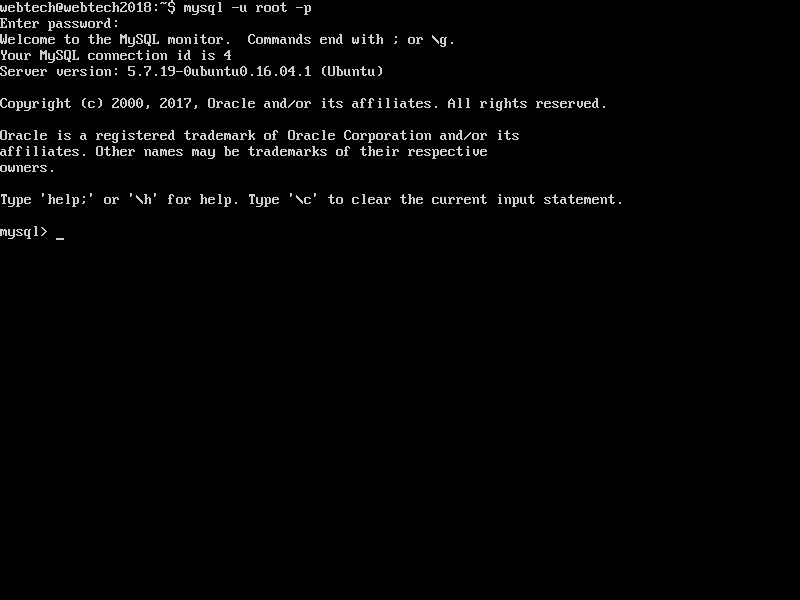 webtech@webtech2018:~$ mysql -u root -p
Enter password:
Welcome to the MySQL monitor.  Commands end with ; or \g.
Your MySQL connection id is 4
Server version: 5.7.19-0ubuntu0.16.04.1 (Ubuntu)
Copyright (c) 2000, 2017, Oracle and/or its affiliates. All rights reserved.
Oracle is a registered trademark of Oracle Corporation and/or its
affiliates. Other names may be trademarks of their respective
owners.
Type 'help;' or '\h' for help. Type '\c' to clear the current input statement.
mysql> _